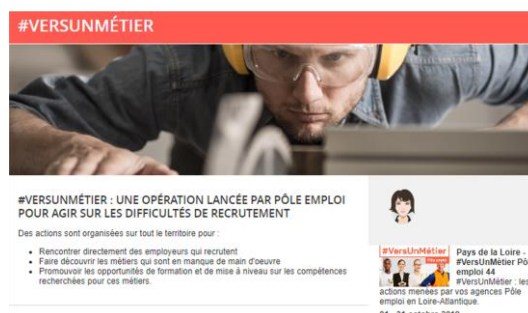 #VERSUNMÉTIER
#VERSUNMÉTIER : UNE OPÉRATION LANCÉE PAR PÔLE EMPLOI
POUR AGIR SUR LES DIFFICULTÉS DE RECRUTEMENT
Des actions sont organisées sur tout le territoire pour :
Rencontrer directement des employeurs qui recrutent
Faire découvrir les métiers qui sont en manque de main d'oeuvre
Promouvoir les opportunités de formation et de mise à niveau sur les compétences
recherchées pour ces métiers.
#VersUnMétier
Pays de la Loire -
#VersUnMétier Pô
emploi 44
#VersUnMétier : les
actions menées par vos agences Pôle
emploi en Loire-Atlantique.